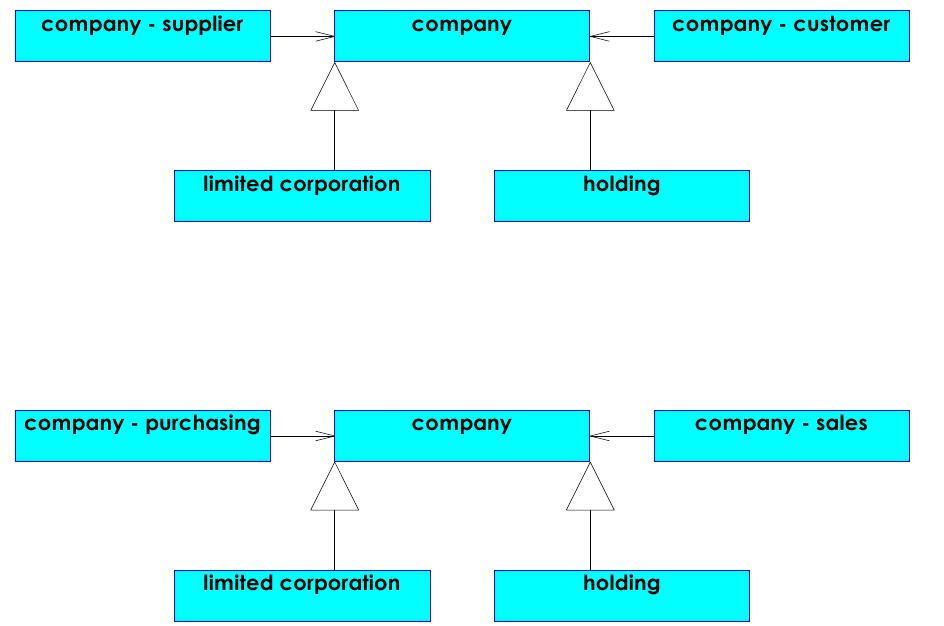 company - supplier
company
company - customer
limited corporation
holding
company - purchasing
company
company - sales
limited corporation
holding